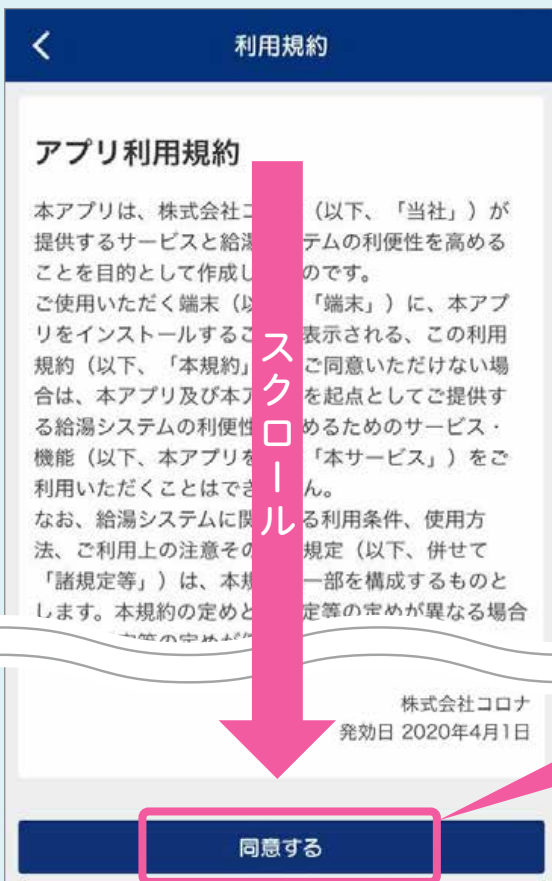 利用規約
アプリ利用規約
本アプリは、株式会社コ （以下、「当社」）が
提供するサービスと給湯 テムの利便性を高める
ことを目的として作成し のです。
ご使用いただく端末（以 「端末」）に、本アプ
リをインストールするこ 表示される、この利用
規約（以下、「本規約」 ご同意いただけない場
合は、本アプリ及び本ア を起点としてご提供す
る給湯システムの利便性 めるためのサービス・
機能（以下、本アプリを 「本サービス」）をご
利用いただくことはでき ん。
なお、給湯システムに関 る利用条件、使用方
法、ご利用上の注意その 規定（以下、併せて
「諸規定等」）は、本規 一部を構成するものと
します。本規約の定めと 定等の定めが異なる場合
スクロール
株式会社コロナ
発効日 2020年4月1日
同意する